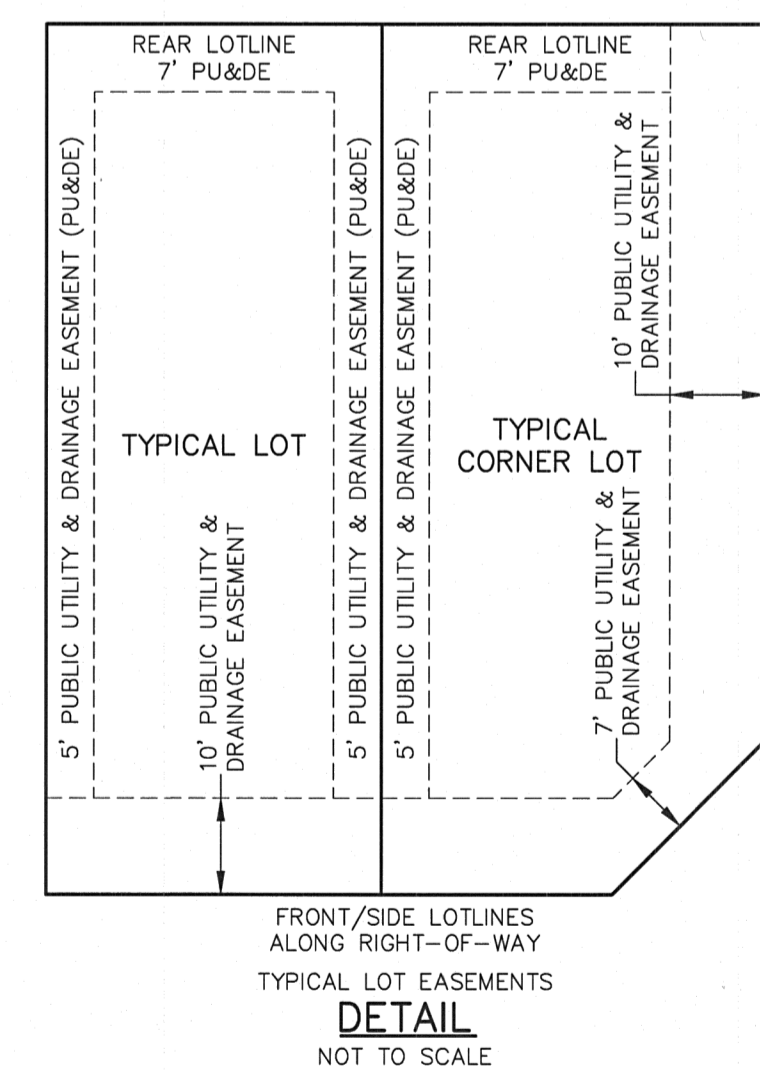 REAR LOTLINE
7' PU&DE
REAR LOTLINE
7' PU&DE
5' PUBLIC UTILITY & DRAINAGE EASEMENT (PU&DE)
5' PUBLIC UTILITY & DRAINAGE EASEMENT (PU&DE)
5' PUBLIC UTILITY & DRAINAGE EASEMENT (PU&DE)
10' PUBLIC UTILITY &
DRAINAGE EASEMENT
TYPICAL LOT
TYPICAL
CORNER LOT
10' PUBLIC UTILITY &
DRAINAGE EASEMENT
7' PUBLIC UTILITY &
DRAINAGE EASEMENT
FRONT/SIDE LOTLINES
ALONG RIGHT-OF-WAY
TYPICAL LOT EASEMENTS
DETAIL
NOT TO SCALE